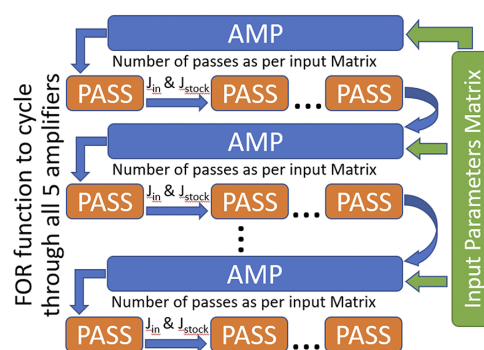 AMP
Number of passes as per input Matrix
PASS
Jin & Jstock
PASS
...
PASS
AMP
Number of passes as per input Matrix
PASS
Jin & Jstock
PASS
...
PASS
AMP
Number of passes as per input Matrix
PASS
Jin & Jstock
PASS
...
PASS
FOR function to cycle
through all 5 amplifiers
Input Parameters Matrix